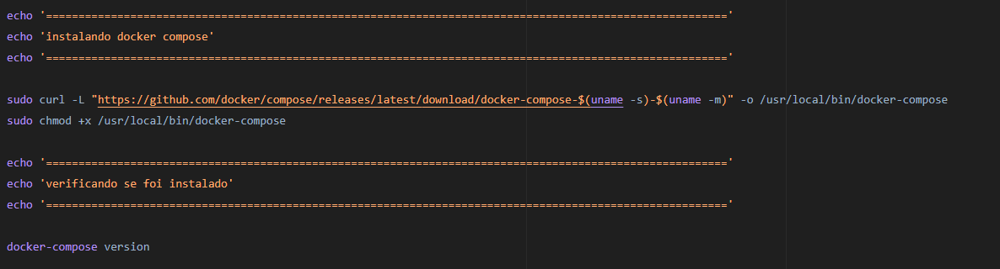 echo '========================================================================================================='
echo 'instalando docker compose'
echo '========================================================================================================='
sudo curl -L "https://github.com/docker/compose/releases/latest/download/docker-compose-$(uname -s)-$(uname -m)" -o /usr/local/bin/docker-compose
sudo chmod +x /usr/local/bin/docker-compose
echo '========================================================================================================='
echo 'verificando se foi instalado'
echo '========================================================================================================='
docker-compose version